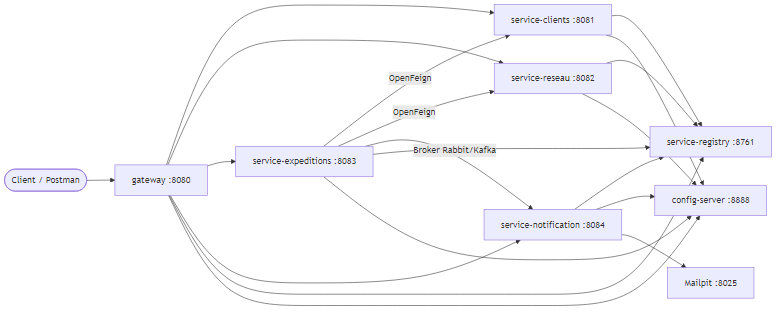 service-clients :8081
OpenFeign
service-reseau :8082
OpenFeign
Broker Rabbit/Kafka
service-registry :8761
service-expeditions :8083
Client / Postman
gateway :8080
config-server :8888
service-notification :8084
Mailpit :8025